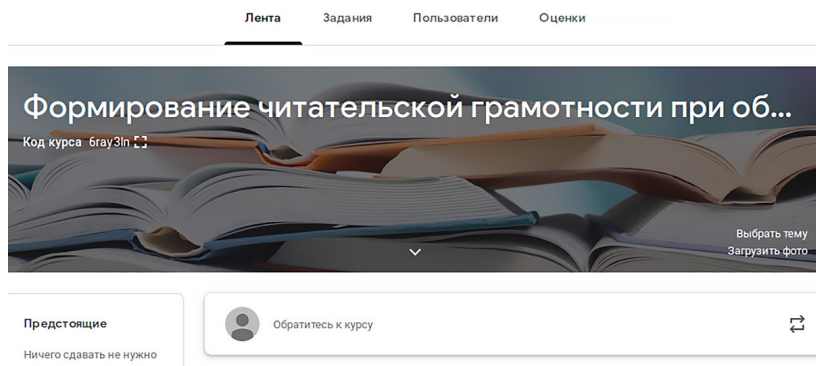 Лента Задания Пользователи Оценки
Формирование читательской грамотности при об...
Код курса 6ray3ln
Выбрать тему
Загрузить фото
Предстоящие
Обратитесь к курсу
Ничего сдавать не нужно